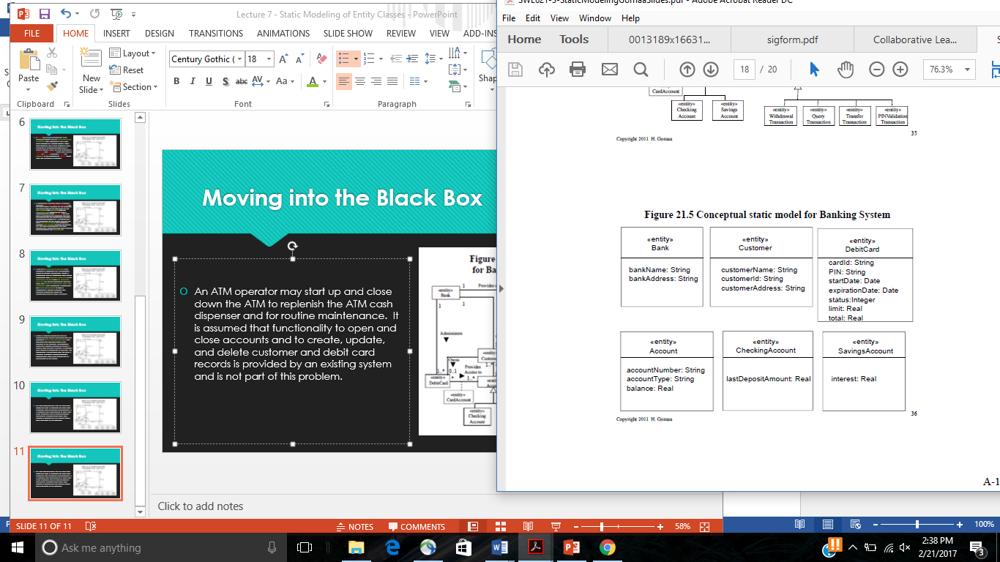 Lecture 7 - Static Modeling of Entity Classes - PowerPoint
FILE HOME INSERT DESIGN TRANSITIONS ANIMATIONS SLIDE SHOW REVIEW VIEW ADD-INS
Paste
New
Slide
Layout
Reset
Section
Century Gothic ( 18
B I U S abc AV Aa A
Shap
Clipboard Slides Font Paragraph
6
Moving into the Black Box
7
Moving into the Black Box
8
Moving into the Black Box
9
Moving into the Black Box
10
Moving into the Black Box
11
Moving into the Black Box
Moving into the Black Box
An ATM operator may start up and close
down the ATM to replenish the ATM cash
dispenser and for routine maintenance. It
is assumed that functionality to open and
close accounts and to create, update,
and delete customer and debit card
records is provided by an existing system
and is not part of this problem.
Figure
for Ba
1 Provides
«entity»
Bank
1 1
Administers
Owns
Provides
Access to
1..* 0..1
«entity»
DebitCard
«entity»
CardAccount
«entity»
Checking
Account
Click to add notes
SLIDE 11 OF 11
NOTES COMMENTS
58%
SWE621-5-StaticModelingGomaaSlides.pdf - Adobe Acrobat Reader DC
File Edit View Window Help
Home Tools 0013189x16631... sigform.pdf Collaborative Lea... S
18 / 20
76.3%
CardAccount
«entity»
Checking
Account
«entity»
Savings
Account
«entity»
Withdrawal
Transaction
«entity»
Query
Transaction
«entity»
Transfer
Transaction
«entity»
PINValidation
Transaction
Copyright 2011 H. Gomaa
35
Figure 21.5 Conceptual static model for Banking System
«entity»
Bank
bankName: String
bankAddress: String
«entity»
Customer
customerName: String
customerId: String
customerAddress: String
«entity»
DebitCard
cardId: String
PIN: String
startDate: Date
expirationDate: Date
status:Integer
limit: Real
total: Real
«entity»
Account
accountNumber: String
accountType: String
balance: Real
«entity»
CheckingAccount
lastDepositAmount: Real
«entity»
SavingsAccount
interest: Real
Copyright 2011 H. Gomaa
36
A-1
100%
Ask me anything
2:38 PM
2/21/2017
3